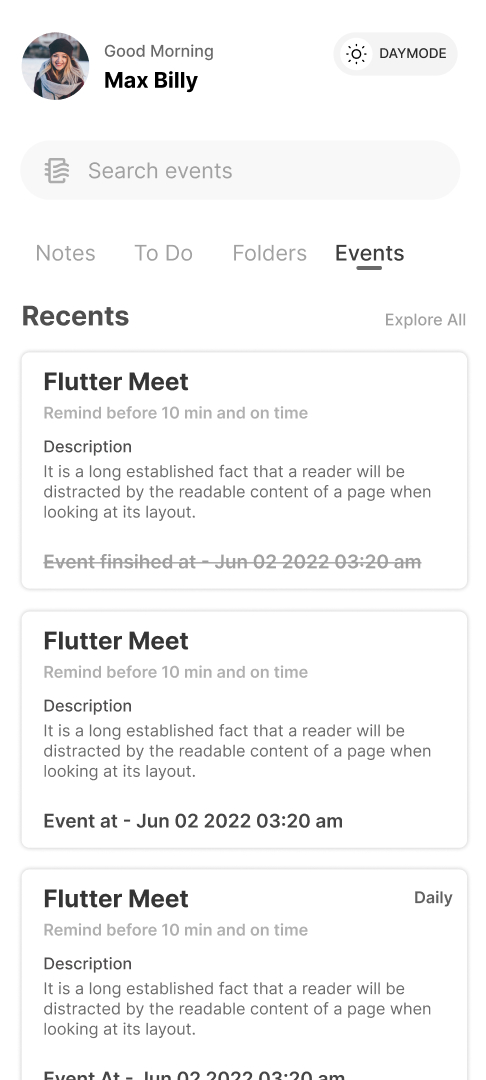 Good Morning
Max Billy
DAYMODE
Search events
Notes To Do Folders Events
Recents
Explore All
Flutter Meet
Remind before 10 min and on time
Description
It is a long established fact that a reader will be
distracted by the readable content of a page when
looking at its layout.
Event finsihed at - Jun 02 2022 03:20 am
Flutter Meet
Remind before 10 min and on time
Description
It is a long established fact that a reader will be
distracted by the readable content of a page when
looking at its layout.
Event at - Jun 02 2022 03:20 am
Flutter Meet
Daily
Remind before 10 min and on time
Description
It is a long established fact that a reader will be
distracted by the readable content of a page when
looking at its layout.
Event At - Jun 02 2022 03:20 am